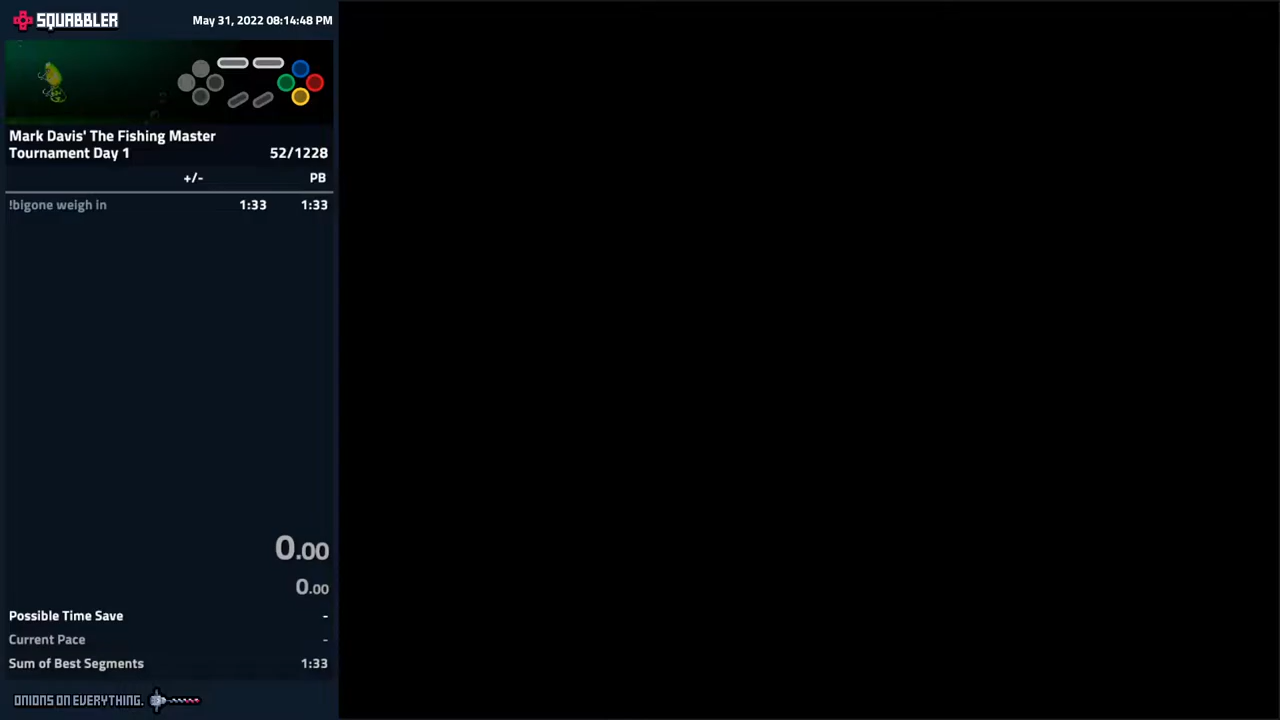 SQUABBLER
May 31, 2022 08:14:48 PM
Mark Davis' The Fishing Master
Tournament Day 1 52/1228
+/- PB
!bigone weigh in 1:33 1:33
0.00
0.00
Possible Time Save -
Current Pace -
Sum of Best Segments 1:33
ONIONS ON EVERYTHING.